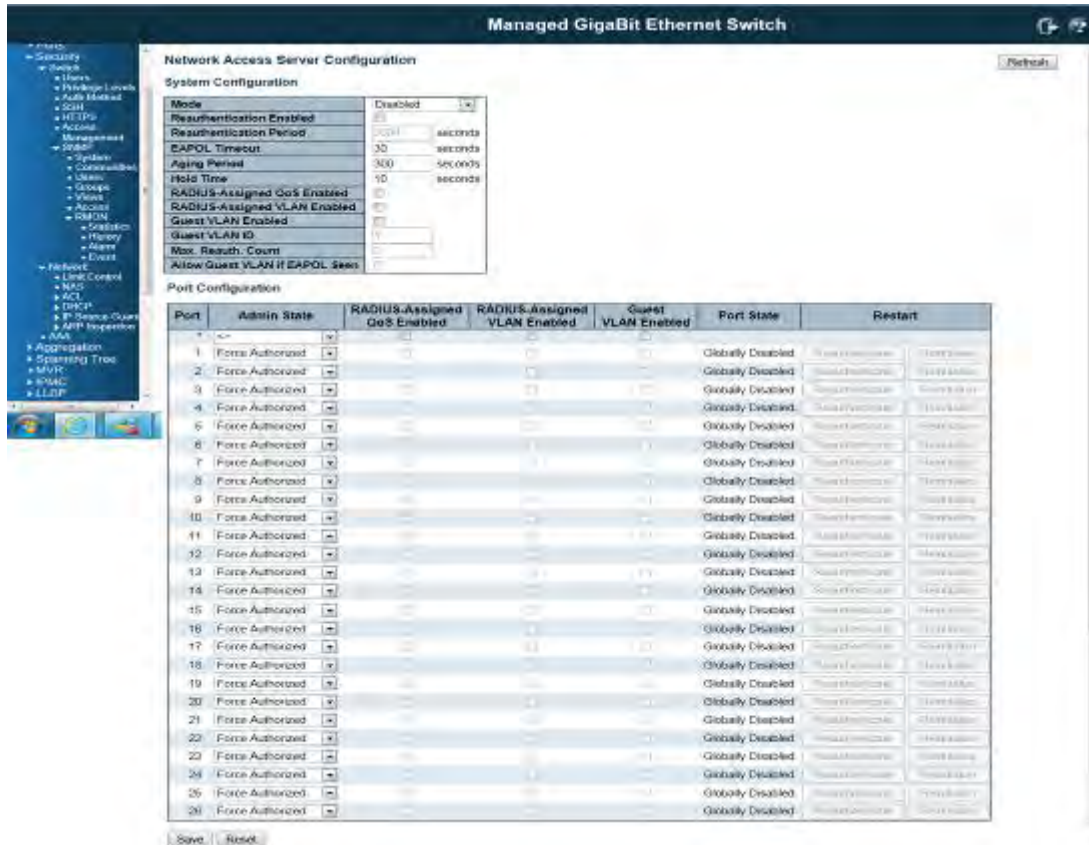 Managed GigaBit Ethernet Switch
Ports
Security
Switch
Users
Privilege Levels
Auth Method
SSH
HTTPS
Access
Management
SNMP
System
Communities
Users
Groups
Views
Access
RMON
Statistics
History
Alarm
Event
Network
Limit Control
NAS
ACL
DHCP
IP Source Guard
ARP Inspection
AAA
Aggregation
Spanning Tree
MVR
IPMC
LLDP
Network Access Server Configuration
Refresh
System Configuration
Mode Disabled
Reauthentication Enabled
Reauthentication Period seconds
EAPOL Timeout 30 seconds
Aging Period 300 seconds
Hold Time 10 seconds
RADIUS-Assigned QoS Enabled
RADIUS-Assigned VLAN Enabled
Guest VLAN Enabled
Guest VLAN ID
Max. Reauth. Count
Allow Guest VLAN if EAPOL Seen
Port Configuration
Port Admin State RADIUS-Assigned QoS Enabled RADIUS-Assigned VLAN Enabled Guest VLAN Enabled Port State Restart
* <>
1 Force Authorized Globally Disabled
2 Force Authorized Globally Disabled
3 Force Authorized Globally Disabled
4 Force Authorized Globally Disabled
5 Force Authorized Globally Disabled
6 Force Authorized Globally Disabled
7 Force Authorized Globally Disabled
8 Force Authorized Globally Disabled
9 Force Authorized Globally Disabled
10 Force Authorized Globally Disabled
11 Force Authorized Globally Disabled
12 Force Authorized Globally Disabled
13 Force Authorized Globally Disabled
14 Force Authorized Globally Disabled
15 Force Authorized Globally Disabled
16 Force Authorized Globally Disabled
17 Force Authorized Globally Disabled
18 Force Authorized Globally Disabled
19 Force Authorized Globally Disabled
20 Force Authorized Globally Disabled
21 Force Authorized Globally Disabled
22 Force Authorized Globally Disabled
23 Force Authorized Globally Disabled
24 Force Authorized Globally Disabled
25 Force Authorized Globally Disabled
26 Force Authorized Globally Disabled
Save Reset